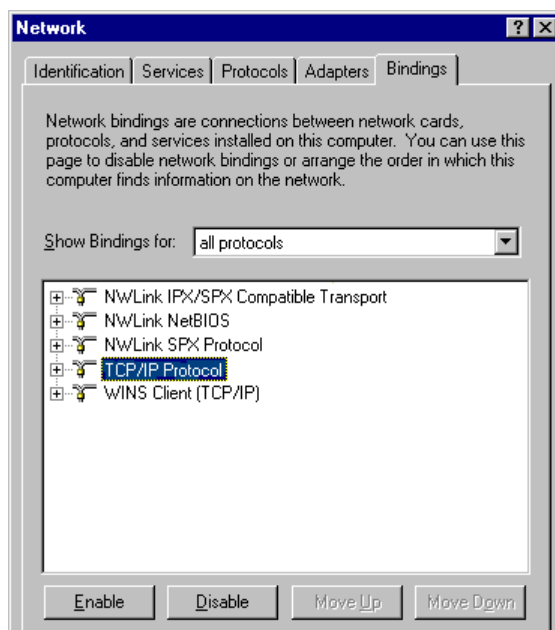 Network
Identification Services Protocols Adapters Bindings
Network bindings are connections between network cards,
protocols, and services installed on this computer. You can use this
page to disable network bindings or arrange the order in which this
computer finds information on the network.
Show Bindings for: all protocols
NWLink IPX/SPX Compatible Transport
NWLink NetBIOS
NWLink SPX Protocol
TCP/IP Protocol
WINS Client (TCP/IP)
Enable Disable Move Up Move Down